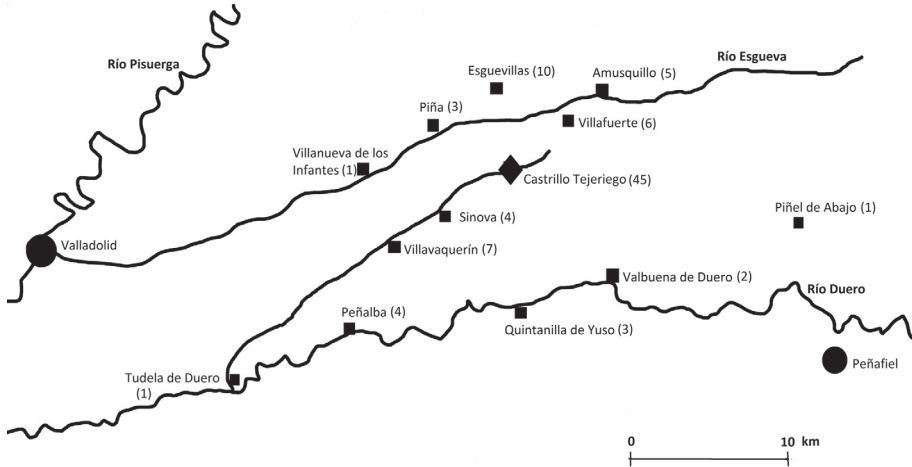 Río Pisuerga
Río Esgueva
Esguevillas (10)
Amusquillo (5)
Piña (3)
Villafuerte (6)
Villanueva de los
Infantes (1)
Castrillo Tejeriego (45)
Sinova (4)
Piñel de Abajo (1)
Valladolid
Villavaquerín (7)
Valbuena de Duero (2)
Río Duero
Peñalba (4)
Quintanilla de Yuso (3)
Peñafiel
Tudela de Duero
(1)
0 10 km